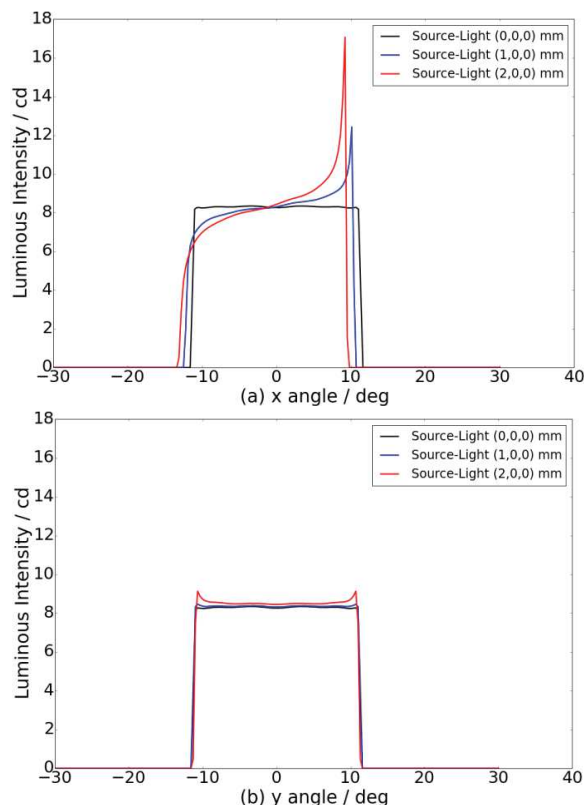 18
16
14
12
10
8
6
4
2
0
Luminous Intensity / cd
Source-Light (0,0,0) mm
Source-Light (1,0,0) mm
Source-Light (2,0,0) mm
−30 −20 −10 0 10 20 30 40
(a) x angle / deg
18
16
14
12
10
8
6
4
2
0
Luminous Intensity / cd
Source-Light (0,0,0) mm
Source-Light (1,0,0) mm
Source-Light (2,0,0) mm
−30 −20 −10 0 10 20 30 40
(b) y angle / deg